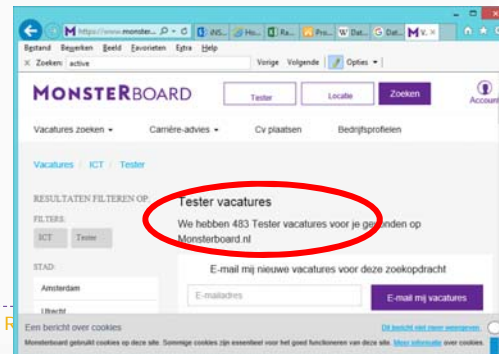 https://www.monster...
Bestand Bewerken Beeld Favorieten Extra Help
Zoeken: active Vorige Volgende Opties
MONSTERBOARD
Tester Locatie Zoeken Account
Vacatures zoeken Carrière-advies Cv plaatsen Bedrijfsprofielen
Vacatures / ICT / Tester
RESULTATEN FILTEREN OP:
FILTERS:
ICT Tester
STAD
Amsterdam
Utrecht
Tester vacatures
We hebben 483 Tester vacatures voor je gevonden op
Monsterboard.nl
E-mail mij nieuwe vacatures voor deze zoekopdracht
E-mailadres E-mail mij vacatures
Een bericht over cookies Dit bericht niet meer weergeven.
Monsterboard gebruikt cookies op deze site. Sommige cookies zijn essentieel voor het goed functioneren van deze site. Meer informatie over cookies.